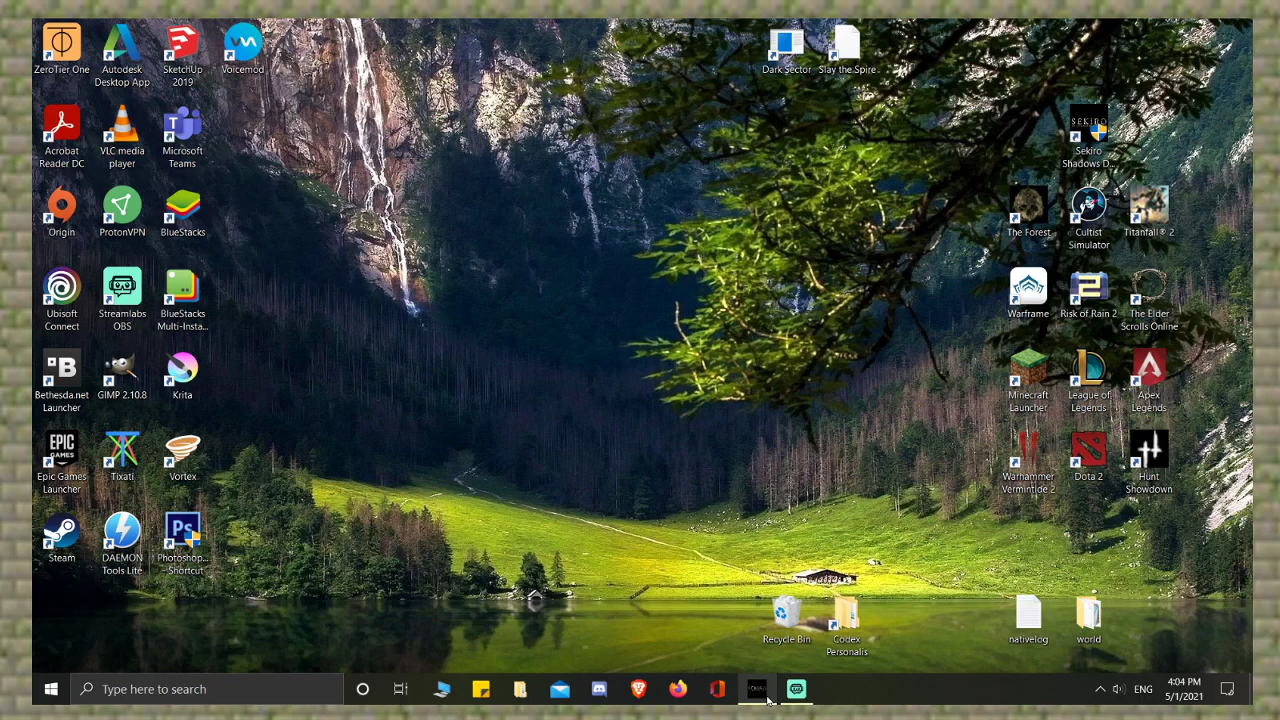 ZeroTier One
Autodesk
Desktop App
SketchUp
2019
Voicemod
Dark Sector
Slay the Spire
Acrobat
Reader DC
VLC media
player
Microsoft
Teams
SEKIRO
Sekiro
Shadows D...
Origin
ProtonVPN
BlueStacks
The Forest
Cultist
Simulator
Titanfall® 2
Ubisoft
Connect
Streamlabs
OBS
BlueStacks
Multi-Insta...
Warframe
Risk of Rain 2
The Elder
Scrolls Online
B
Bethesda.net
Launcher
GIMP 2.10.8
Krita
Minecraft
Launcher
League of
Legends
Apex
Legends
EPIC
GAMES
Epic Games
Launcher
Tixati
Vortex
Warhammer
Vermintide 2
Dota 2
Hunt
Showdown
Steam
DAEMON
Tools Lite
Ps
Photoshop...
- Shortcut
Recycle Bin
Codex
Personalis
nativelog
world
Type here to search
ENG
4:04 PM
5/1/2021